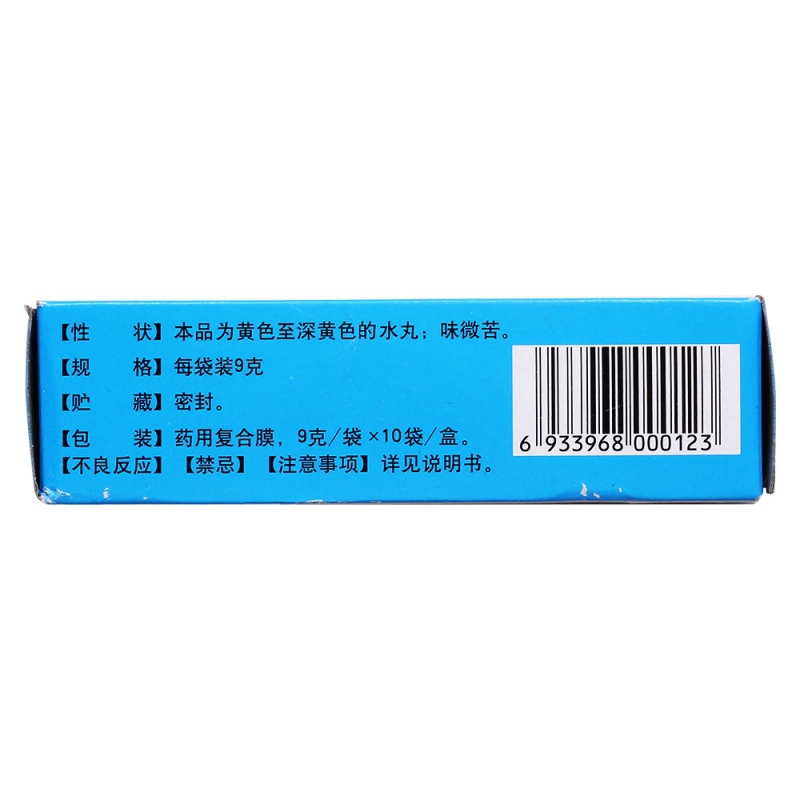 【性　　状】本品为黄色至深黄色的水丸；味微苦。
【规　　格】每袋装9克
【贮　　藏】密封。
【包　　装】药用复合膜，9克/袋×10袋/盒。
【不良反应】【禁忌】【注意事项】详见说明书。
6 933968 000123